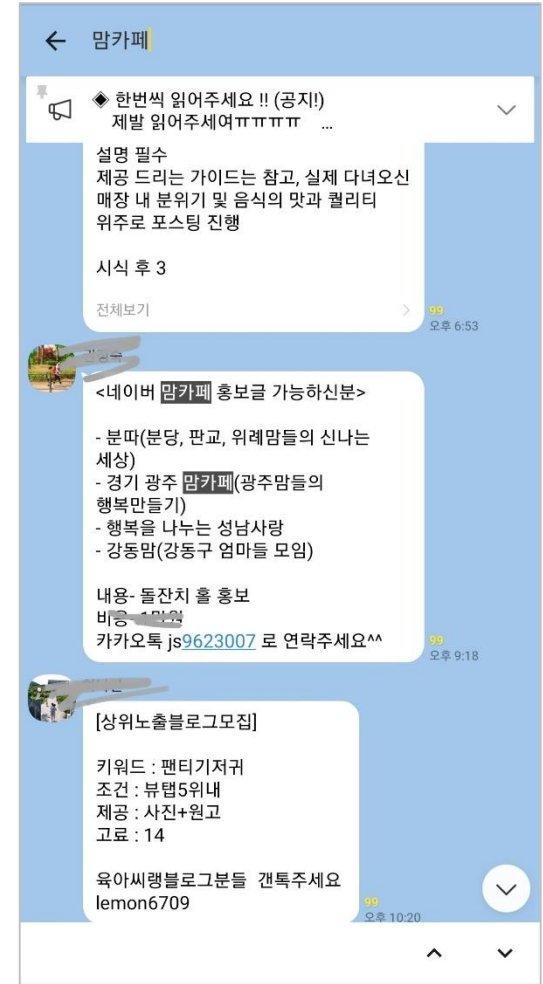 맘카페
◆ 한번씩 읽어주세요 !! (공지!)
제발 읽어주세여ㅠㅠㅠㅠ ...
설명 필수
제공 드리는 가이드는 참고, 실제 다녀오신
매장 내 분위기 및 음식의 맛과 퀄리티
위주로 포스팅 진행
시식 후 3
전체보기
99
오후 6:53
<네이버 맘카페 홍보글 가능하신분>
- 분따(분당, 판교, 위례맘들의 신나는
세상)
- 경기 광주 맘카페(광주맘들의
행복만들기)
- 행복을 나누는 성남사랑
- 강동맘(강동구 엄마들 모임)
내용- 돌잔치 홀 홍보
카카오톡 js9623007 로 연락주세요^^
99
오후 9:18
[상위노출블로그모집]
키워드 : 팬티기저귀
조건 : 뷰탭5위내
제공 : 사진+원고
고료 : 14
육아씨랭블로그분들 갠톡주세요
lemon6709
99
오후 10:20